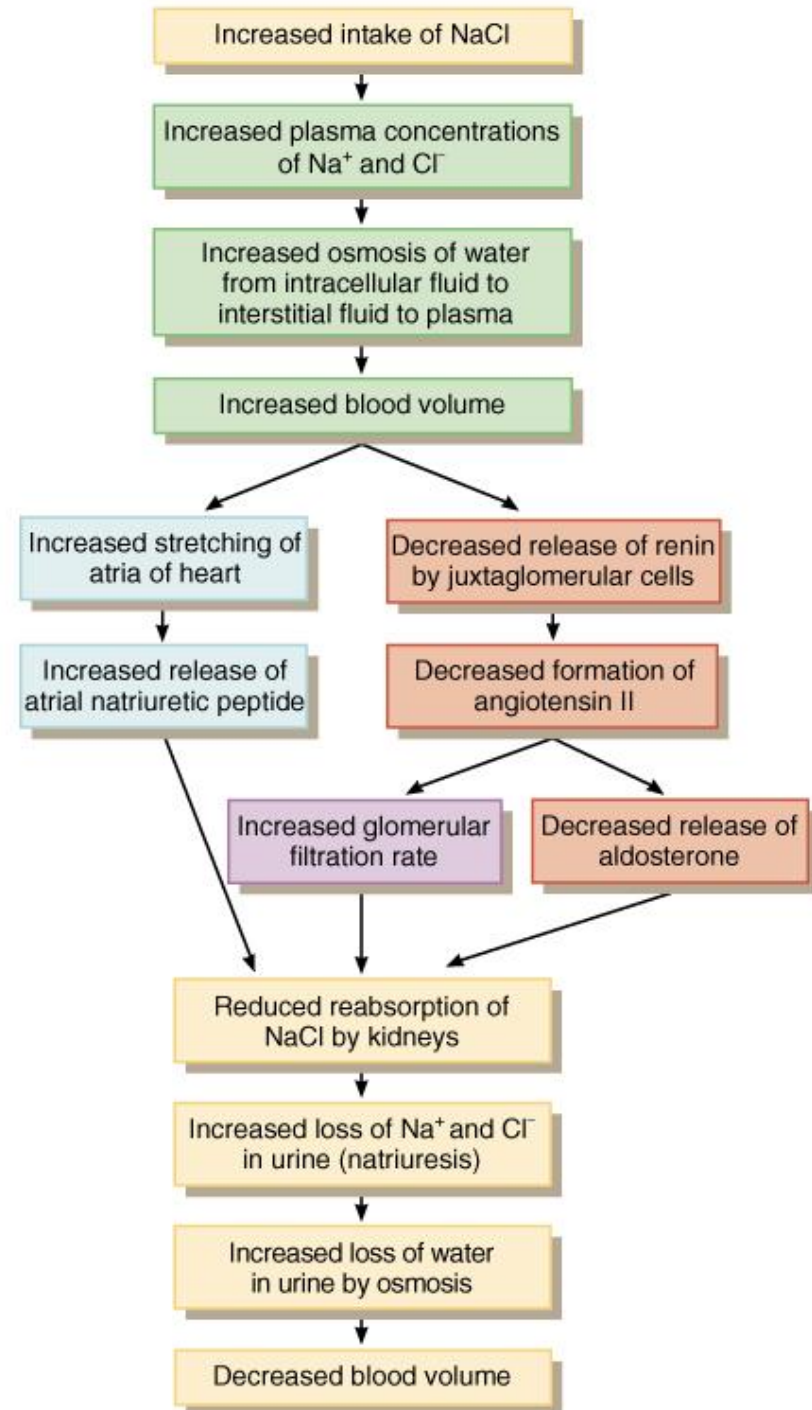 Increased intake of NaCl
Increased plasma concentrations
of Na⁺ and Cl⁻
Increased osmosis of water
from intracellular fluid to
interstitial fluid to plasma
Increased blood volume
Increased stretching of
atria of heart
Decreased release of renin
by juxtaglomerular cells
Increased release of
atrial natriuretic peptide
Decreased formation of
angiotensin II
Increased glomerular
filtration rate
Decreased release of
aldosterone
Reduced reabsorption of
NaCl by kidneys
Increased loss of Na⁺ and Cl⁻
in urine (natriuresis)
Increased loss of water
in urine by osmosis
Decreased blood volume